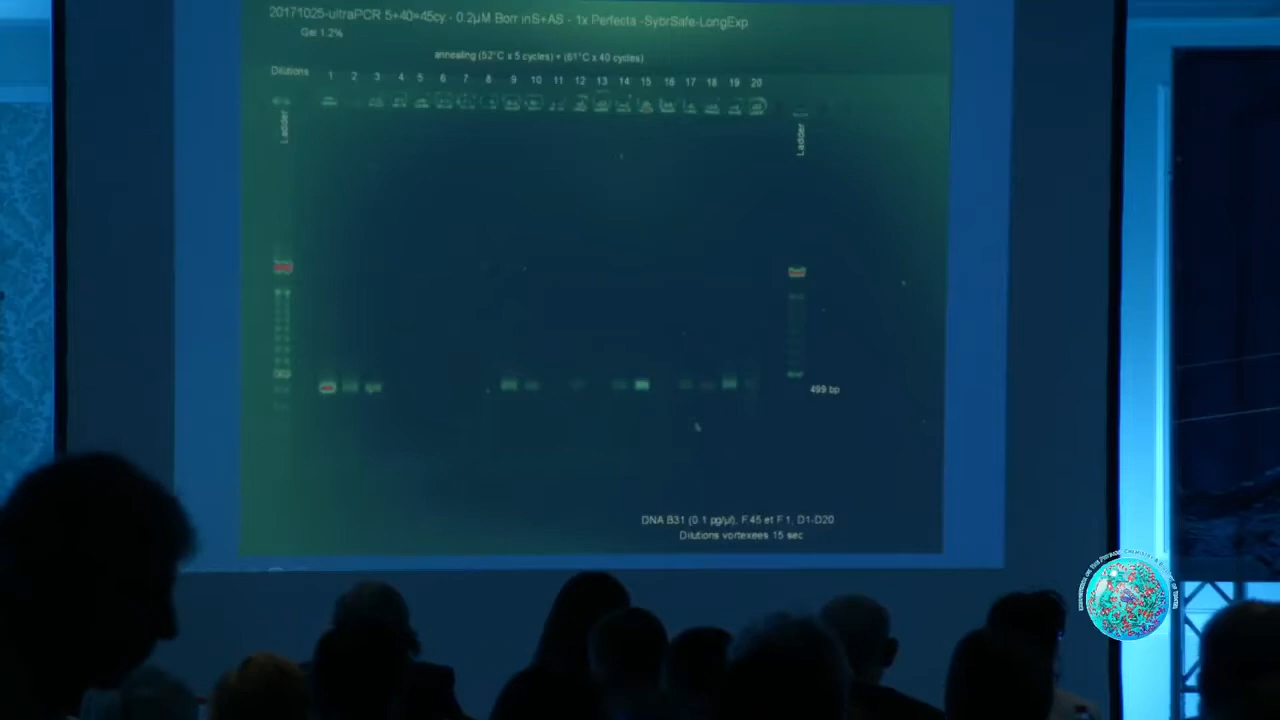 20171025-ultraPCR 5+40=45cy - 0.2µM Borr inS+AS - 1x Perfecta -SybrSafe-LongExp
Gel 1.2%
annealing (52°C x 5 cycles) + (61°C x 40 cycles)
Dilutions 1 2 3 4 5 6 7 8 9 10 11 12 13 14 15 16 17 18 19 20
Ladder
Ladder
499 bp
DNA B31 (0.1 pg/µl), F.45 et F.1, D1-D20
Dilutions vortexees 15 sec